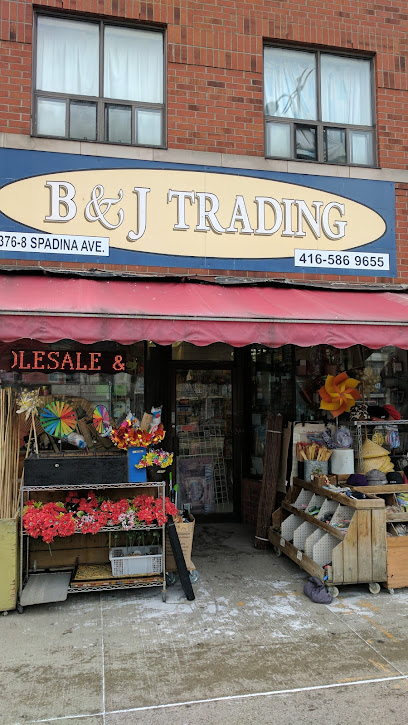 B & J TRADING
376-8 SPADINA AVE.
416-586 9655
OLESALE &